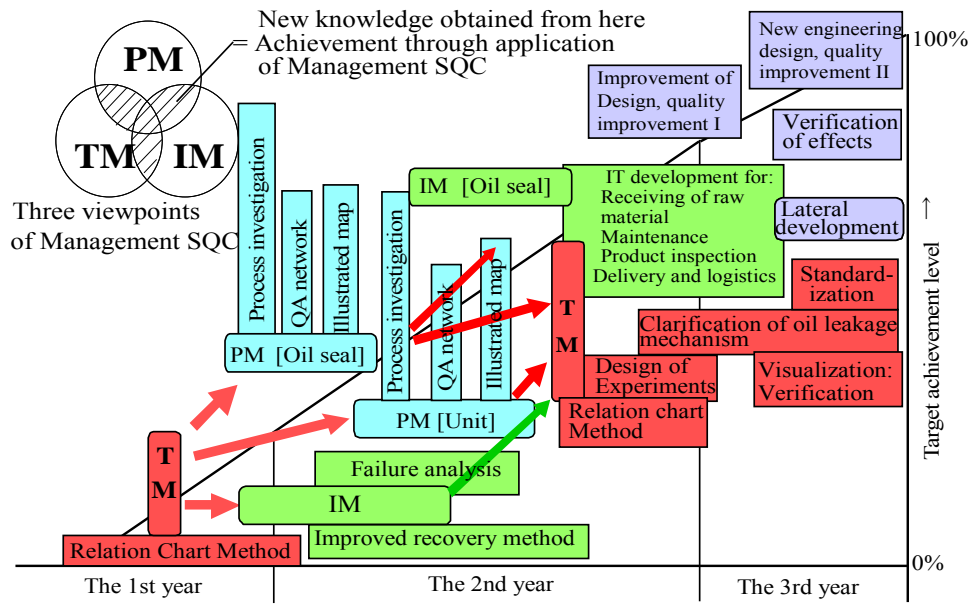 New knowledge obtained from here
= Achievement through application
of Management SQC
PM
TM
IM
Three viewpoints
of Management SQC
New engineering
design, quality
improvement II
100%
Improvement of
Design, quality
improvement I
Verification
of effects
Process investigation
QA network
Illustrated map
PM [Oil seal]
Process investigation
QA network
Illustrated map
PM [Unit]
IM [Oil seal]
IT development for:
Receiving of raw
material
Maintenance
Product inspection
Delivery and logistics
Lateral
development
Standard-
ization
Clarification of oil leakage
mechanism
Visualization:
Verification
T
M
Design of
Experiments
Relation chart
Method
Target achievement level →
T
M
Failure analysis
IM
Improved recovery method
Relation Chart Method
0%
The 1st year
The 2nd year
The 3rd year